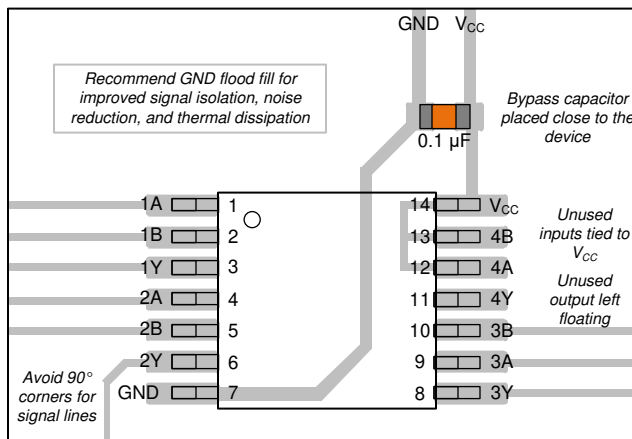 GND VCC
Recommend GND flood fill for
improved signal isolation, noise
reduction, and thermal dissipation
Bypass capacitor
placed close to the
device
0.1 µF
1A 1 14 VCC
1B 2 13 4B
1Y 3 12 4A
2A 4 11 4Y
2B 5 10 3B
2Y 6 9 3A
GND 7 8 3Y
Unused
inputs tied to
VCC
Unused
output left
floating
Avoid 90°
corners for
signal lines